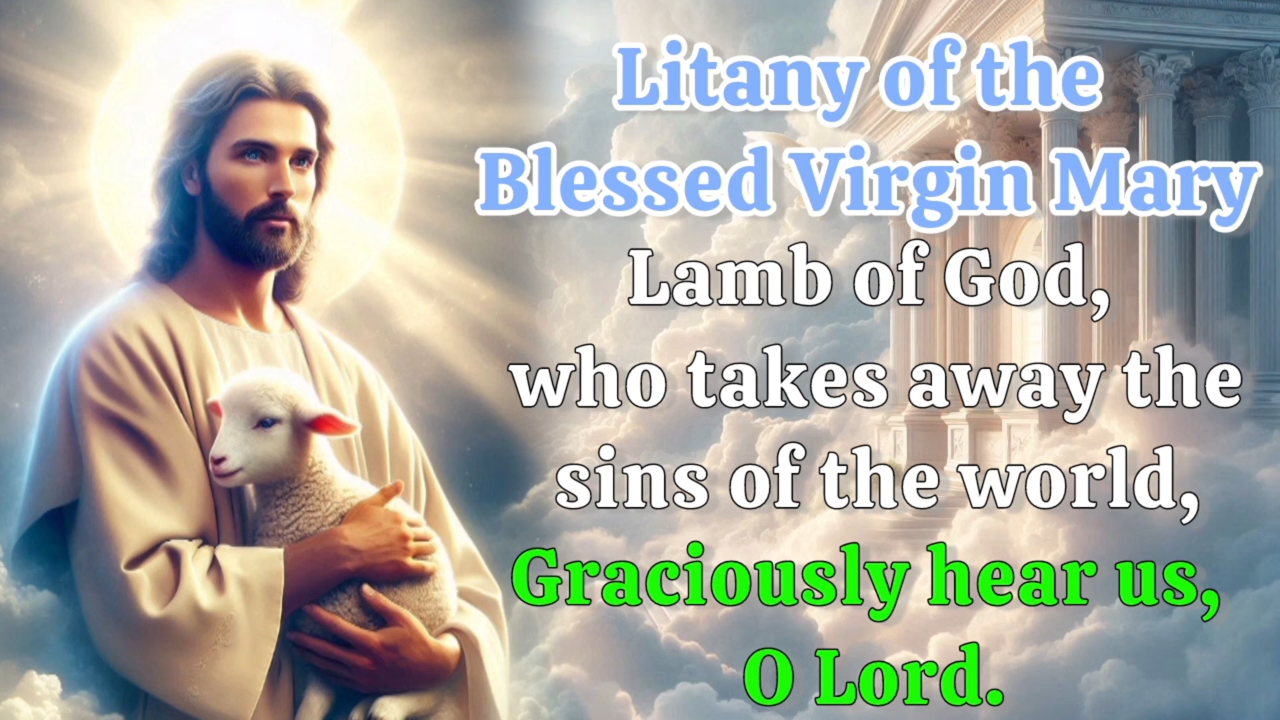 Litany of the
Blessed Virgin Mary
Lamb of God,
who takes away the
sins of the world,
Graciously hear us,
O Lord.